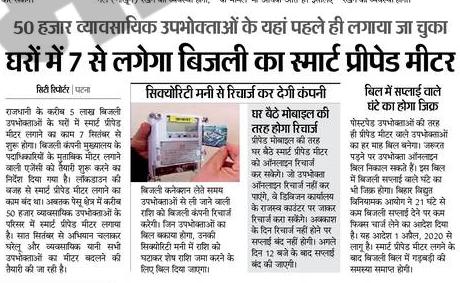 50 हजार व्यावसायिक उपभोक्ताओं के यहां पहले ही लगाया जा चुका
घरों में 7 से लगेगा बिजली का स्मार्ट प्रीपेड मीटर
सिटी रिपोर्टर | पटना
राजधानी के करीब 5 लाख बिजली
उपभोक्ताओं के घरों में स्मार्ट प्रीपेड
मीटर लगाने का काम 7 सितंबर से
शुरू होगा। बिजली कंपनी मुख्यालय के
पदाधिकारियों के मुताबिक मीटर लगाने
वाली एजेंसी को तैयारी शुरू करने का
निर्देश दिया गया है। लॉकडाउन की
वजह से स्मार्ट प्रीपेड मीटर लगाने का
काम बंद था। अबतक पेसू क्षेत्र में करीब
50 हजार व्यावसायिक उपभोक्ताओं के
परिसर में स्मार्ट प्रीपेड मीटर लगाया
है। सात सितंबर से अभियान चलाकर
घरेलू और व्यावसायिक यानी सभी
उपभोक्ताओं का मीटर बदलने की
तैयारी की जा रही है।
सिक्योरिटी मनी से रिचार्ज कर देगी कंपनी
बिजली कनेक्शन लेते समय
उपभोक्ताओं से ली जाने वाली
राशि को बिजली कंपनी रिचार्ज
करेगी। जिन उपभोक्ताओं का
बिल बकाया होगा, उनकी
सिक्योरिटी मनी में राशि को
घटाकर शेष राशि जमा करने के
लिए बिल दिया जाएगा।
घर बैठे मोबाइल की
तरह होगा रिचार्ज
प्रीपेड मोबाइल की तरह
घर बैठे स्मार्ट प्रीपेड मीटर
को ऑनलाइन रिचार्ज
कर सकेंगे। जो उपभोक्ता
ऑनलाइन रिचार्ज नहीं कर
पाएंगे, वे डिविजन कार्यालय
के राजस्व काउंटर पर जाकर
रिचार्ज करा सकेंगे। अवकाश
के दिन रिचार्ज नहीं होने पर
सप्लाई बंद नहीं होगी। अगले
दिन 12 बजे के बाद सप्लाई
बंद की जाएगी।
बिल में सप्लाई वाले
घंटे का होगा जिक्र
पोस्टपेड उपभोक्ताओं की तरह
ही प्रीपेड मीटर वाले उपभोक्ताओं
का हर माह बिल बनेगा। जरूरत
पड़ने पर उपभोक्ता ऑनलाइन
बिल निकाल सकते हैं। इस बिल
में बिजली सप्लाई वाले घंटे का
भी जिक्र होगा। बिहार विद्युत
विनियामक आयोग ने 21 घंटे से
कम बिजली सप्लाई देने पर कम
फिक्स चार्ज लेने का आदेश दिया
है। यह आदेश 1 अप्रैल, 2020 से
लागू है। स्मार्ट प्रीपेड मीटर लगने के
बाद बिजली बिल में गड़बड़ी की
समस्या समाप्त होगी।